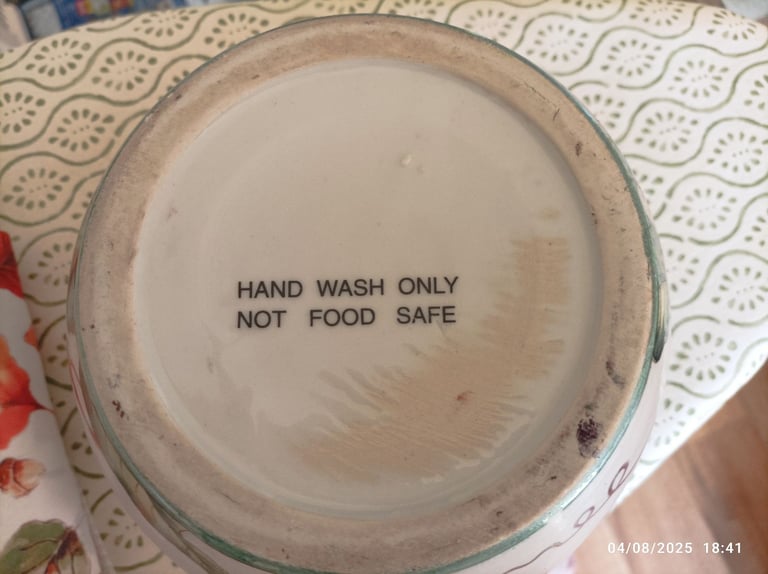 HAND WASH ONLY
NOT FOOD SAFE
04/08/2025 18:41